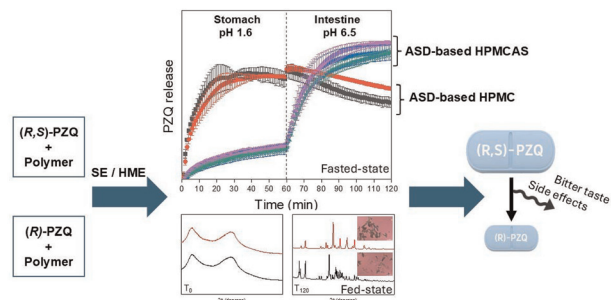 Stomach
pH 1.6
Intestine
pH 6.5
PZQ release
Fasted-state
0 10 20 30 40 50 60 70 80 90 100 110 120
Time (min)
ASD-based HPMCAS
ASD-based HPMC
(R,S)-PZQ
+
Polymer
SE / HME
(R)-PZQ
+
Polymer
T0
T120
Fed-state
(R,S)-PZQ
Bitter taste
Side effects
(R)-PZQ